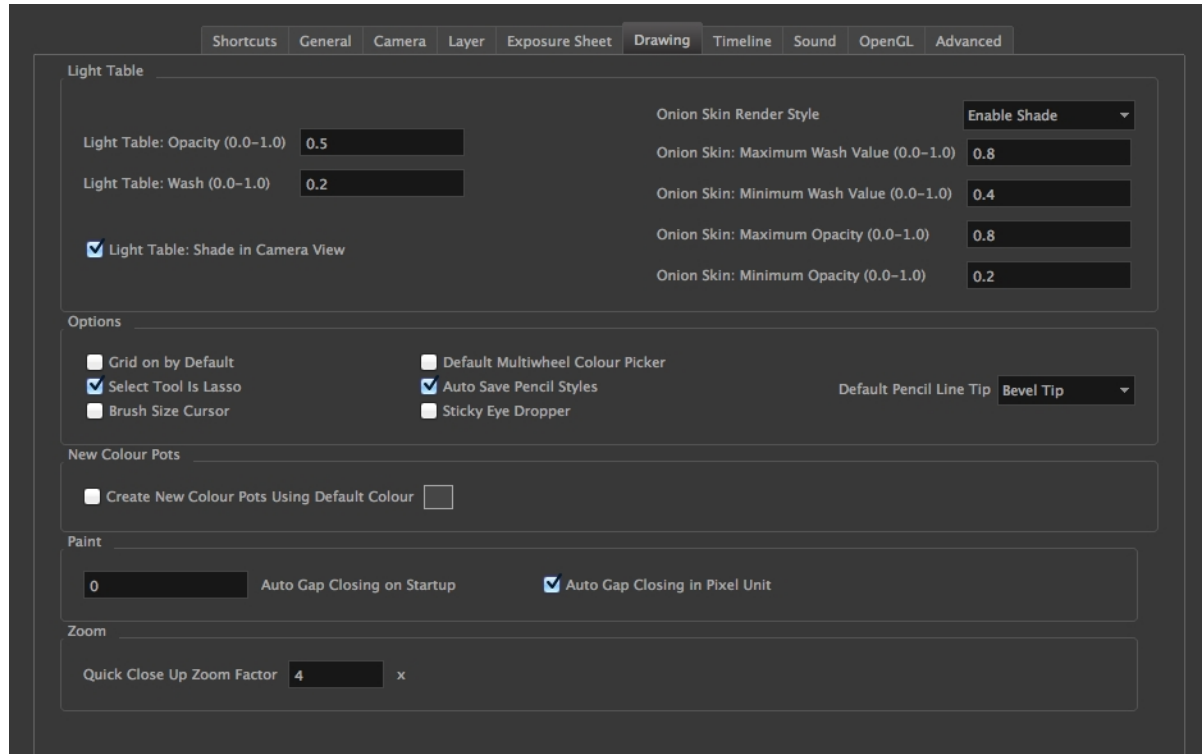 Shortcuts General Camera Layer Exposure Sheet Drawing Timeline Sound OpenGL Advanced
Light Table
Light Table: Opacity (0.0-1.0) 0.5
Light Table: Wash (0.0-1.0) 0.2
Light Table: Shade in Camera View
Onion Skin Render Style Enable Shade
Onion Skin: Maximum Wash Value (0.0-1.0) 0.8
Onion Skin: Minimum Wash Value (0.0-1.0) 0.4
Onion Skin: Maximum Opacity (0.0-1.0) 0.8
Onion Skin: Minimum Opacity (0.0-1.0) 0.2
Options
Grid on by Default
Select Tool Is Lasso
Brush Size Cursor
Default Multiwheel Colour Picker
Auto Save Pencil Styles
Sticky Eye Dropper
Default Pencil Line Tip Bevel Tip
New Colour Pots
Create New Colour Pots Using Default Colour
Paint
0 Auto Gap Closing on Startup Auto Gap Closing in Pixel Unit
Zoom
Quick Close Up Zoom Factor 4 x